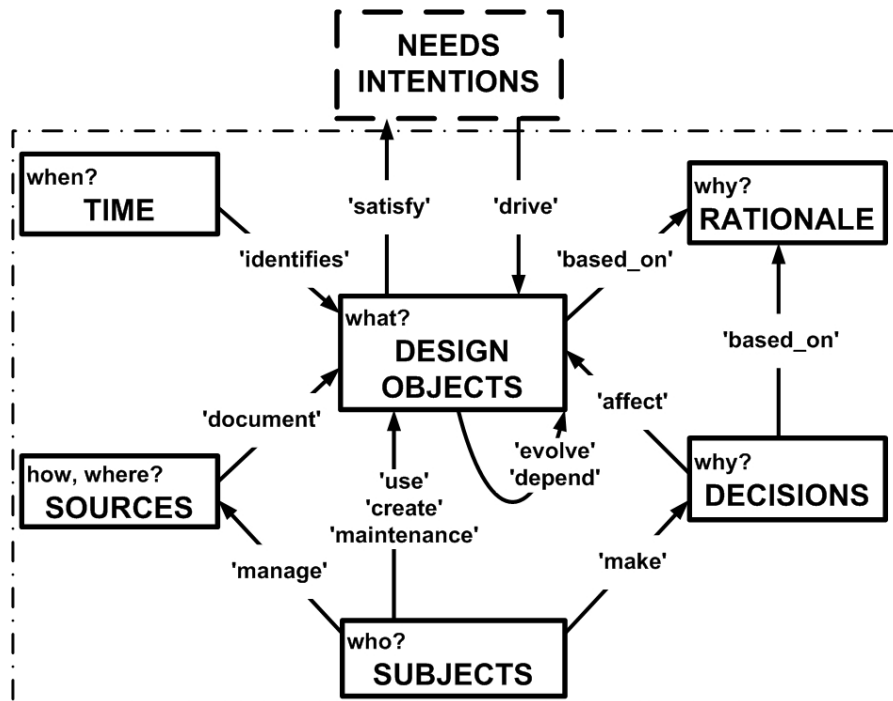 NEEDS
INTENTIONS
when?
TIME
'satisfy'
'drive'
why?
RATIONALE
'identifies'
'based_on'
what?
DESIGN
OBJECTS
'based_on'
'document'
'affect'
'evolve'
'depend'
how, where?
SOURCES
'use'
'create'
'maintenance'
why?
DECISIONS
'manage'
'make'
who?
SUBJECTS